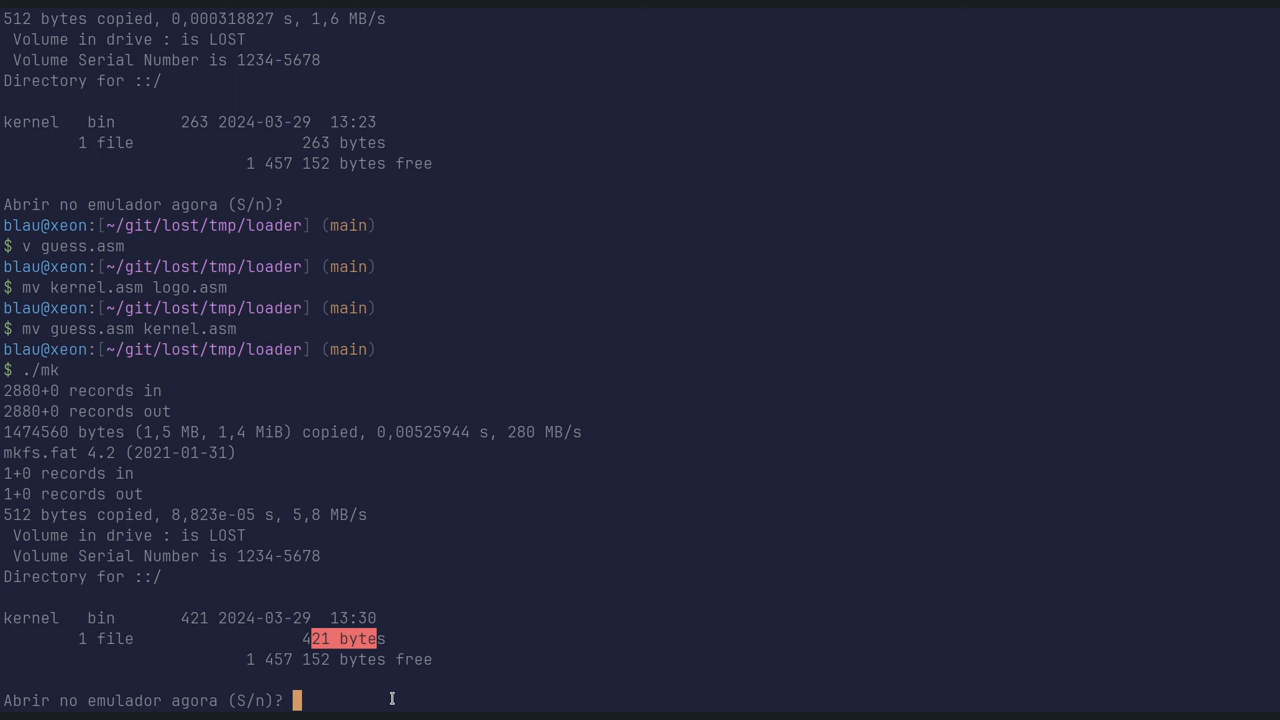 512 bytes copied, 0,000318827 s, 1,6 MB/s
 Volume in drive : is LOST
 Volume Serial Number is 1234-5678
Directory for ::/

kernel   bin       263 2024-03-29  13:23
        1 file                  263 bytes
                          1 457 152 bytes free

Abrir no emulador agora (S/n)?
blau@xeon:[~/git/lost/tmp/loader] (main)
$ v guess.asm
blau@xeon:[~/git/lost/tmp/loader] (main)
$ mv kernel.asm logo.asm
blau@xeon:[~/git/lost/tmp/loader] (main)
$ mv guess.asm kernel.asm
blau@xeon:[~/git/lost/tmp/loader] (main)
$ ./mk
2880+0 records in
2880+0 records out
1474560 bytes (1,5 MB, 1,4 MiB) copied, 0,00525944 s, 280 MB/s
mkfs.fat 4.2 (2021-01-31)
1+0 records in
1+0 records out
512 bytes copied, 8,823e-05 s, 5,8 MB/s
 Volume in drive : is LOST
 Volume Serial Number is 1234-5678
Directory for ::/

kernel   bin       421 2024-03-29  13:30
        1 file                  421 bytes
                          1 457 152 bytes free

Abrir no emulador agora (S/n)?